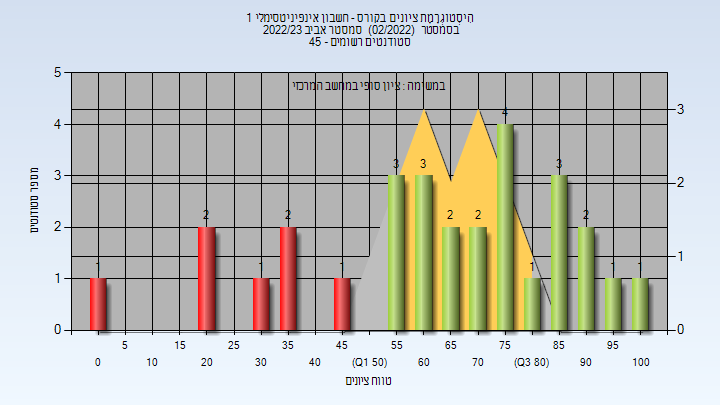 הִיסְטוֹגְרָמַת ציונים בקורס - חשבון אינפיניטסימלי 1
בסמסטר (02/2022) סמסטר אביב 2022/23
סטודנטים רשומים - 45
במשימה : ציון סופי במחשב המרכזי
מספר סטודנטים
5
4
3
2
1
0
3
2
1
0
1 2 1 2 1 3 3 2 2 4 1 3 2 1 1
5 15 25 35 45 55 65 75 85 95
0 10 20 30 40 (Q1 50) 60 70 (Q3 80) 90 100
טווח ציונים